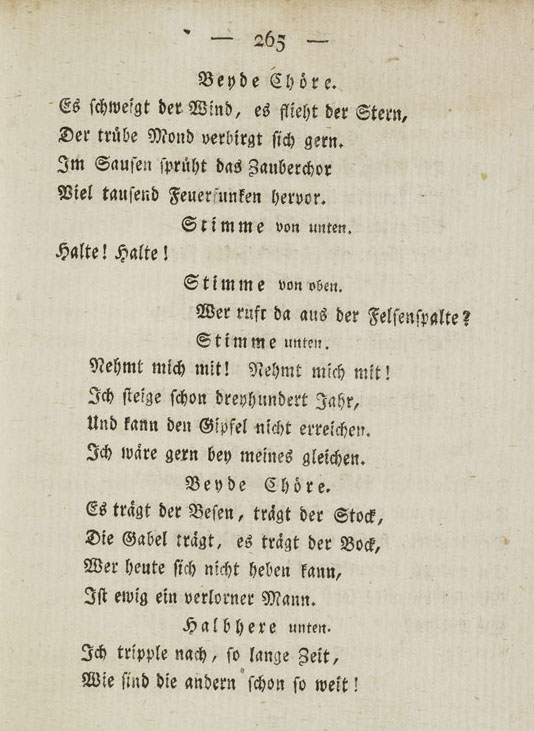 — 265 —
Beyde Chöre.
Es schweigt der Wind, es flieht der Stern,
Der trübe Mond verbirgt sich gern.
Im Sausen sprüht das Zauberchor
Viel tausend Feuerfunken hervor.
Stimme von unten.
Halte! Halte!
Stimme von oben.
Wer ruft da aus der Felsenspalte?
Stimme unten.
Nehmt mich mit! Nehmt mich mit!
Ich steige schon dreyhundert Jahr,
Und kann den Gipfel nicht erreichen.
Ich wäre gern bey meines gleichen.
Beyde Chöre.
Es trägt der Besen, trägt der Stock,
Die Gabel trägt, es trägt der Bock,
Wer heute sich nicht heben kann,
Ist ewig ein verlorner Mann.
Halbhexe unten.
Ich tripple nach, so lange Zeit,
Wie sind die andern schon so weit!